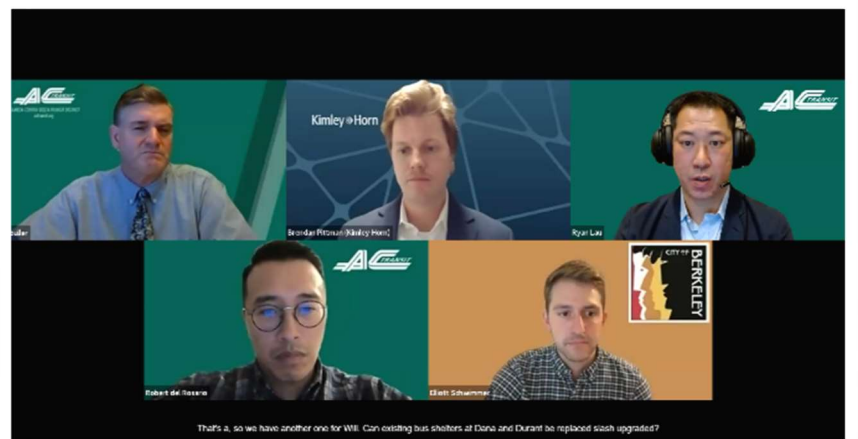 AC TRANSIT
Kimley»Horn
AC TRANSIT
Brendan Pittman (Kimley Horn)
Ryan Lau
AC TRANSIT
CITY OF BERKELEY
Robert del Rosario
Elliott Schwimmer
That's a, so we have another one for Will. Can existing bus shelters at Dana and Durant be replaced slash upgraded?